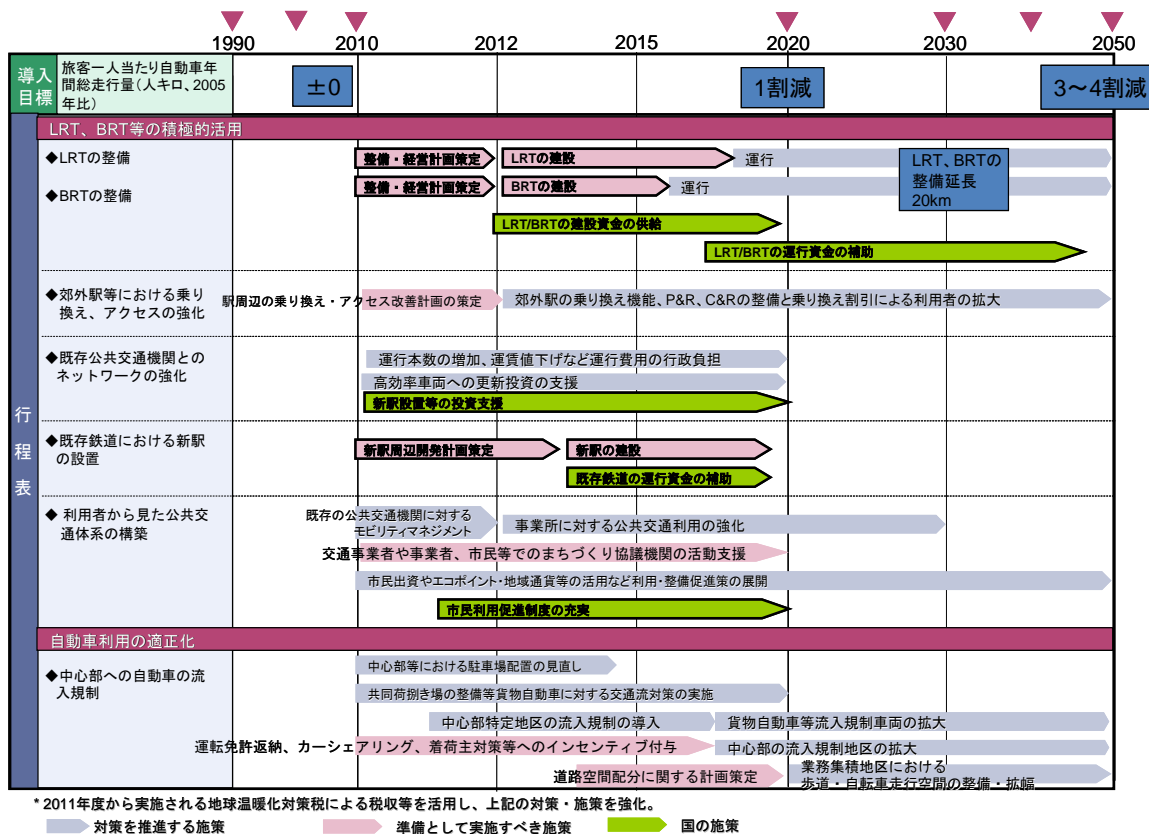 1990 2010 2012 2015 2020 2030 2050
導入
目標
旅客一人当たり自動車年
間総走行量(人キロ、2005
年比)
±0
1割減
3～4割減
行程表
LRT、BRT等の積極的活用
◆LRTの整備
整備・経営計画策定
LRTの建設
運行
◆BRTの整備
整備・経営計画策定
BRTの建設
運行
LRT、BRTの
整備延長
20km
LRT/BRTの建設資金の供給
LRT/BRTの運行資金の補助
◆郊外駅等における乗り
換え、アクセスの強化
駅周辺の乗り換え・アクセス改善計画の策定
郊外駅の乗り換え機能、P&R、C&Rの整備と乗り換え割引による利用者の拡大
◆既存公共交通機関との
ネットワークの強化
運行本数の増加、運賃値下げなど運行費用の行政負担
高効率車両への更新投資の支援
新駅設置等の投資支援
◆既存鉄道における新駅
の設置
新駅周辺開発計画策定
新駅の建設
既存鉄道の運行資金の補助
◆ 利用者から見た公共交
通体系の構築
既存の公共交通機関に対する
モビリティマネジメント
事業所に対する公共交通利用の強化
交通事業者や事業者、市民等でのまちづくり協議機関の活動支援
市民出資やエコポイント・地域通貨等の活用など利用・整備促進策の展開
市民利用促進制度の充実
自動車利用の適正化
◆中心部への自動車の流
入規制
中心部等における駐車場配置の見直し
共同荷捌き場の整備等貨物自動車に対する交通流対策の実施
中心部特定地区の流入規制の導入
貨物自動車等流入規制車両の拡大
運転免許返納、カーシェアリング、着荷主対策等へのインセンティブ付与
中心部の流入規制地区の拡大
道路空間配分に関する計画策定
業務集積地区における
歩道・自転車走行空間の整備・拡幅
* 2011年度から実施される地球温暖化対策税による税収等を活用し、上記の対策・施策を強化。
対策を推進する施策
準備として実施すべき施策
国の施策